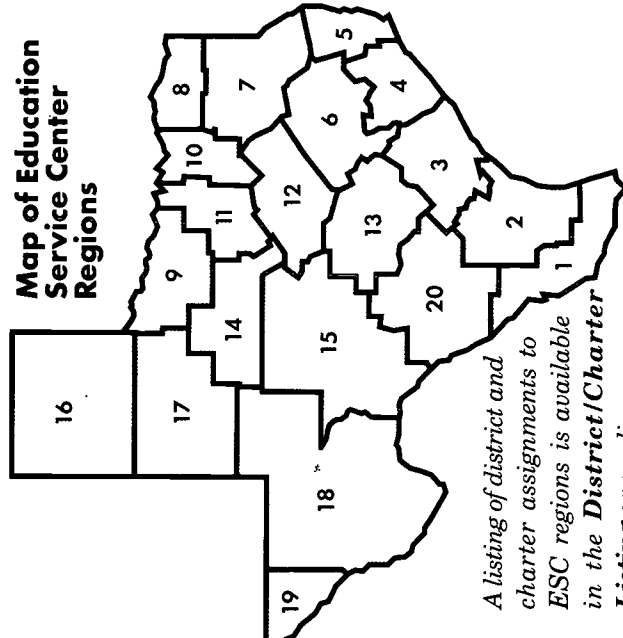 Map of Education
Service Center
Regions
16
8
5
10
7
9
11
17
6
4
12
14
3
13
15
2
20
18
1
19
A listing of district and
charter assignments to
ESC regions is available
in the District/Charter
Listing